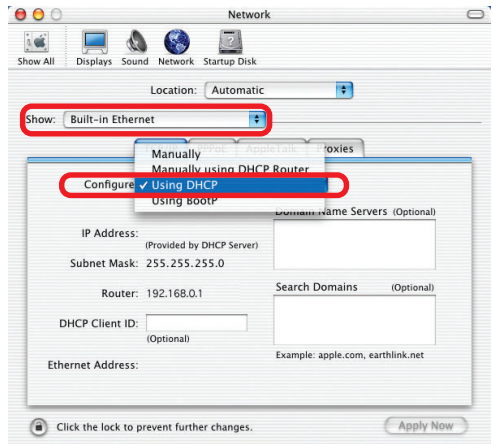 Network
Show All Displays Sound Network Startup Disk
Location: Automatic
Show: Built-in Ethernet
AppleTalk Proxies
Manually
Manually using DHCP Router
Configure ✓ Using DHCP
Using BootP
Domain Name Servers (Optional)
IP Address:
(Provided by DHCP Server)
Subnet Mask: 255.255.255.0
Router: 192.168.0.1
Search Domains (Optional)
DHCP Client ID:
(Optional)
Example: apple.com, earthlink.net
Ethernet Address:
Click the lock to prevent further changes.
Apply Now